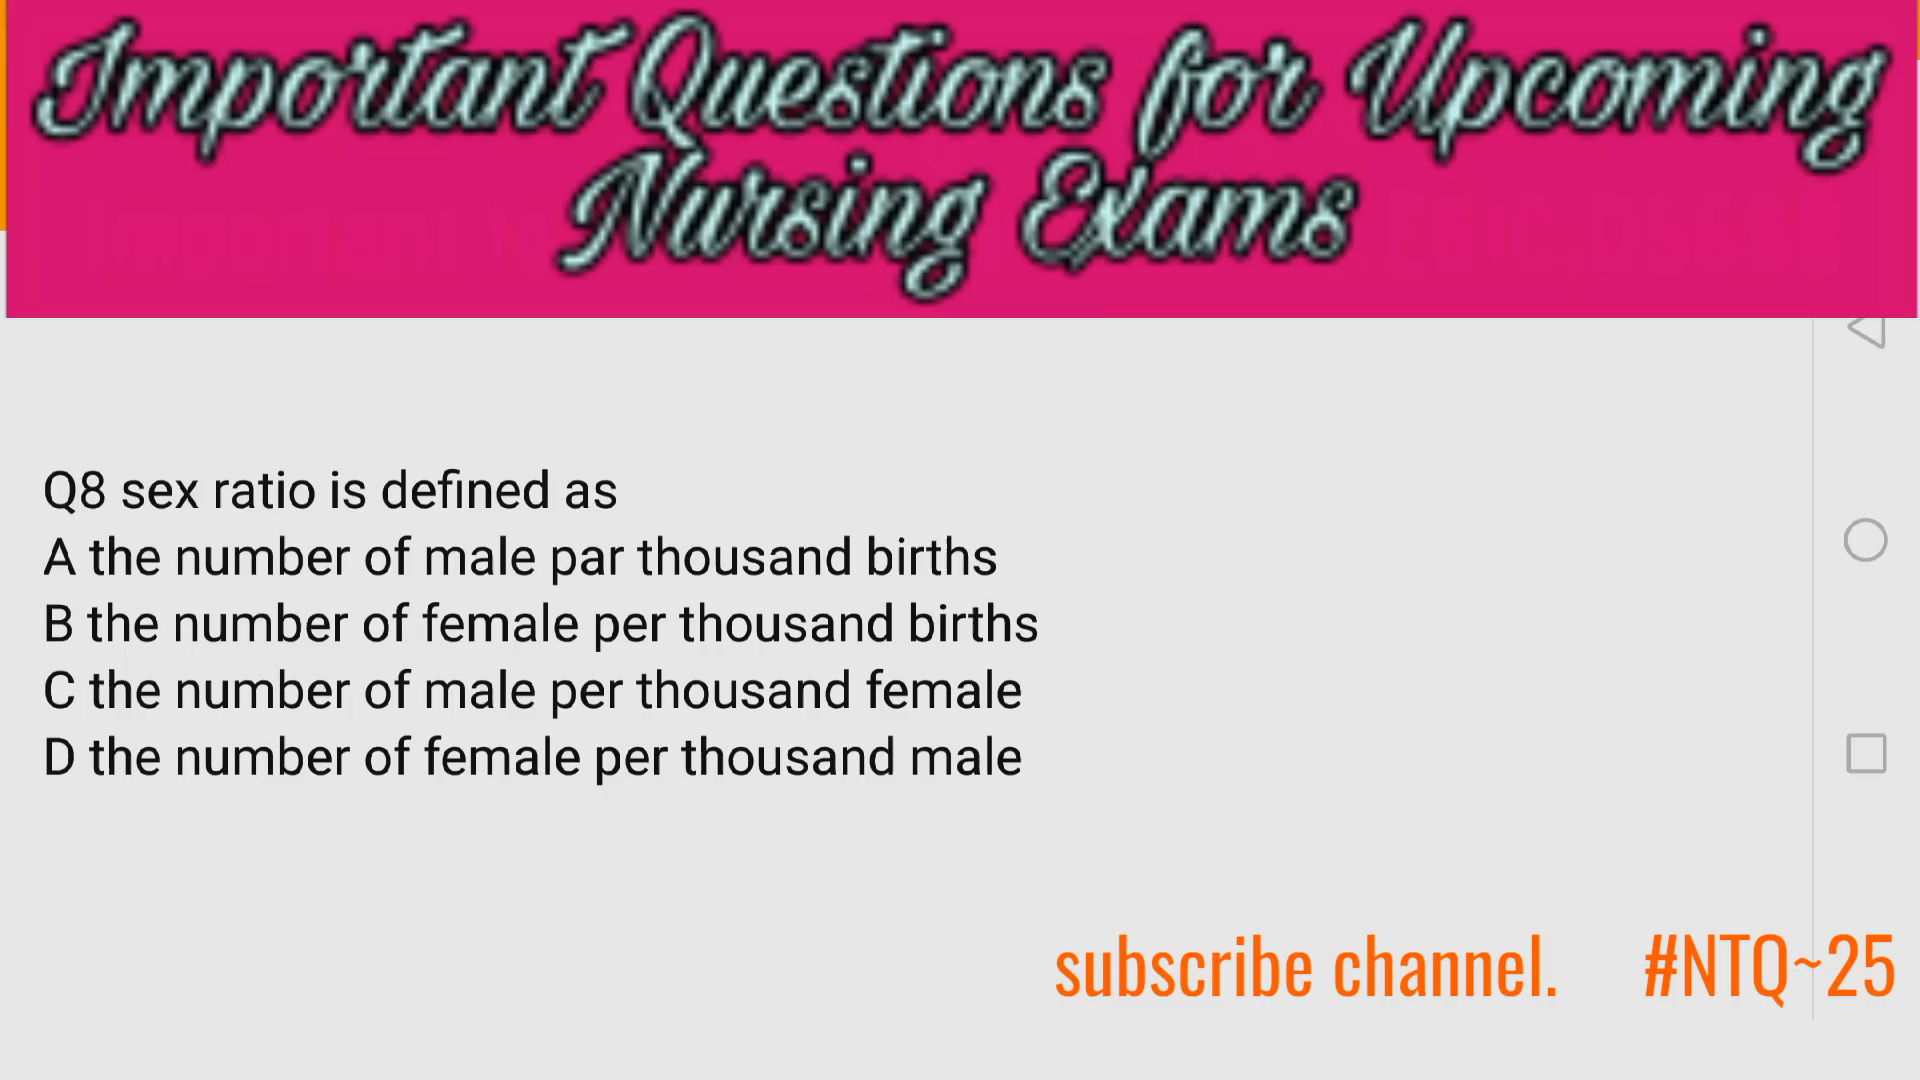 Important Questions for Upcoming
Nursing Exams
Q8 sex ratio is defined as
A the number of male par thousand births
B the number of female per thousand births
C the number of male per thousand female
D the number of female per thousand male
subscribe channel. #NTQ~25